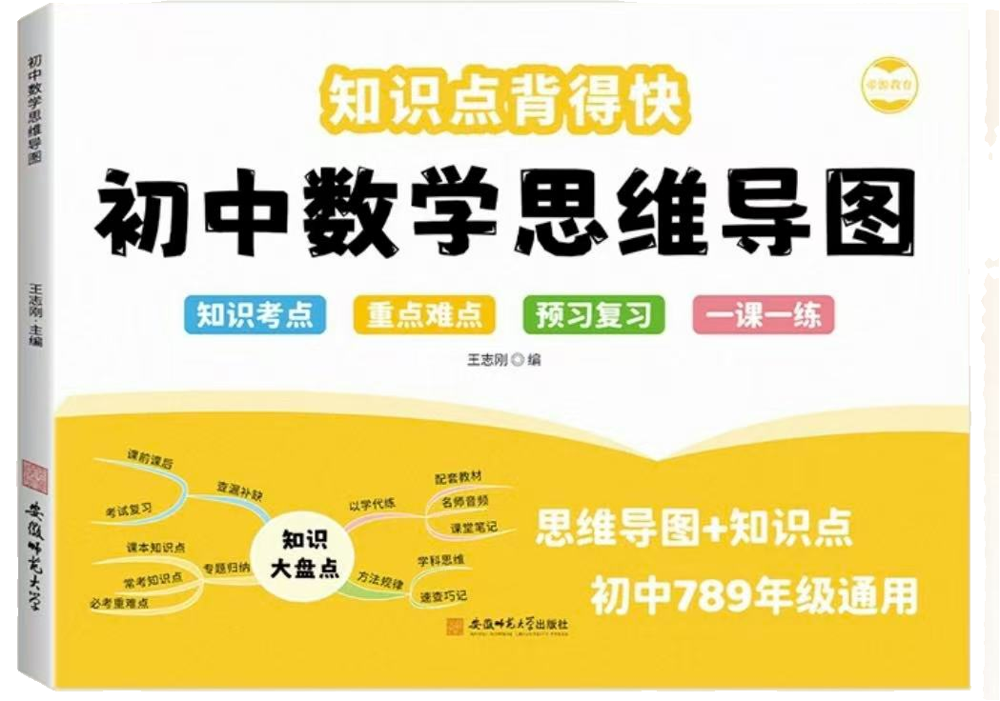 初中数学思维导图
王志刚·主编
安徽师范大学
知识点背得快
初中数学思维导图
知识考点 重点难点 预习复习 一课一练
王志刚◎编
课前课后
考试复习
查漏补缺
课本知识点
常考知识点
必考重难点
专题归纳
知识
大盘点
以学代练
配套教材
名师音频
课堂笔记
方法规律
学科思维
速查巧记
思维导图+知识点
初中789年级通用
安徽师范大学出版社